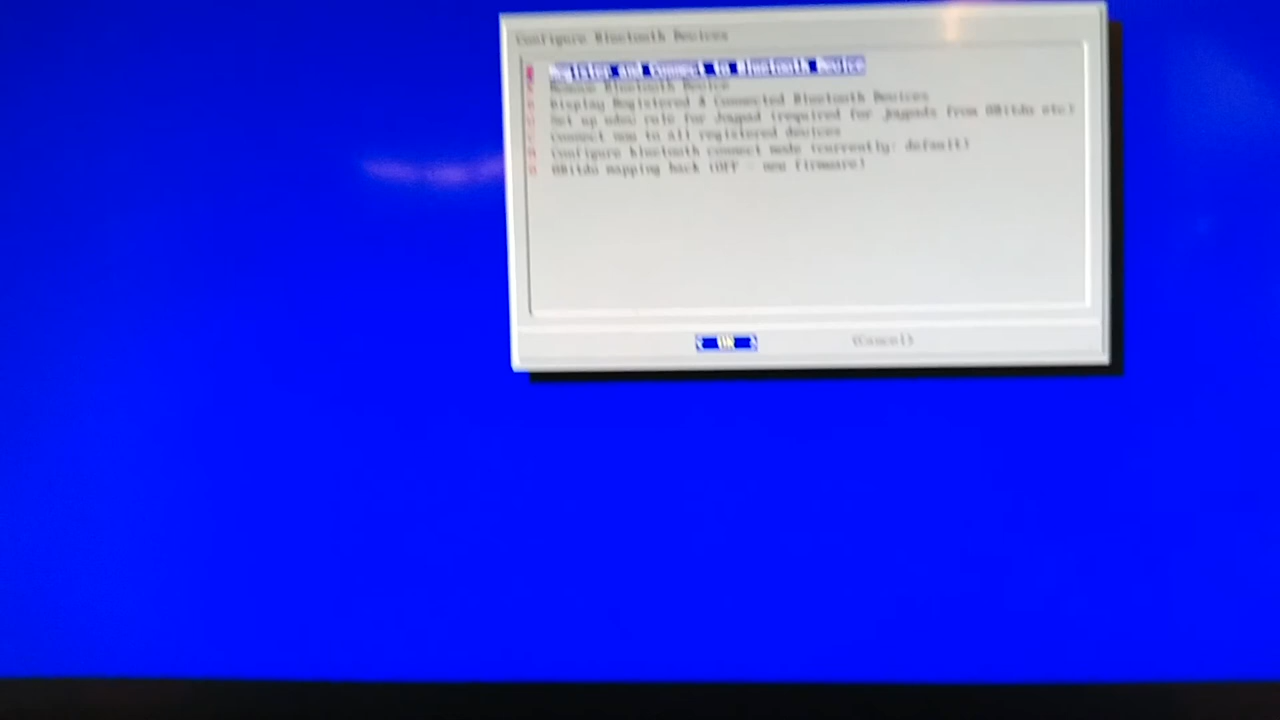 Configure Bluetooth Devices
Register and Connect to Bluetooth Device
Remove Bluetooth Device
Display Registered & Connected Bluetooth Devices
Set up udev rule for Joypad (required for joypads from 8Bitdo etc)
Connect now to all registered devices
Configure bluetooth connect mode (currently: default)
8Bitdo mapping hack (OFF - new firmware)
< OK >
<Cancel>